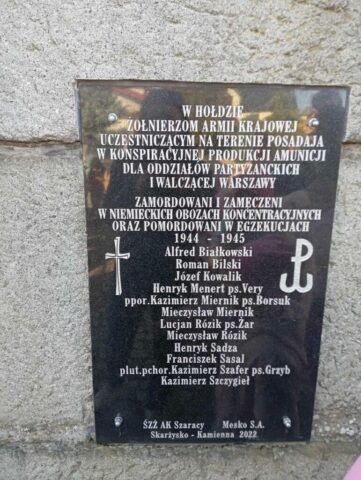 W HOŁDZIE
ŻOŁNIERZOM ARMII KRAJOWEJ
UCZESTNICZĄCYM NA TERENIE POSADAJA
W KONSPIRACYJNEJ PRODUKCJI AMUNICJI
DLA ODDZIAŁÓW PARTYZANCKICH
I WALCZĄCEJ WARSZAWY
ZAMORDOWANI I ZAMĘCZENI
W NIEMIECKICH OBOZACH KONCENTRACYJNYCH
ORAZ POMORDOWANI W EGZEKUCJACH
1944 - 1945
Alfred Białkowski
Roman Bilski
Józef Kowalik
Henryk Menert ps.Very
ppor.Kazimierz Miernik ps.Borsuk
Mieczysław Miernik
Lucjan Rózik ps.Żar
Mieczysław Rózik
Henryk Sadza
Franciszek Sasal
plut.pchor.Kazimierz Szafer ps.Grzyb
Kazimierz Szczygieł
ŚZŻ AK Szaracy Mesko S.A.
Skarżysko - Kamienna 2022